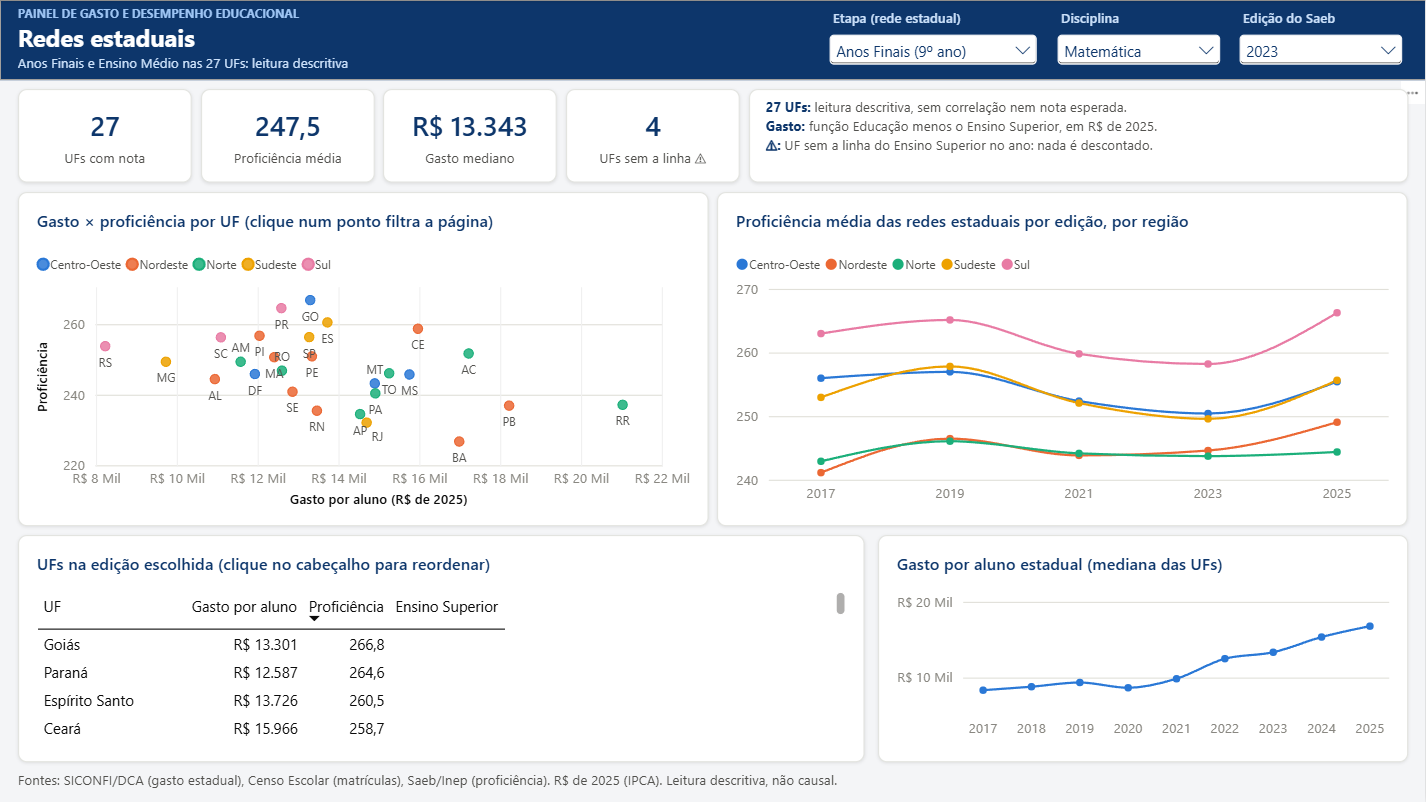 PAINEL DE GASTO E DESEMPENHO EDUCACIONAL
Redes estaduais
Anos Finais e Ensino Médio nas 27 UFs: leitura descritiva
Etapa (rede estadual)
Anos Finais (9º ano)
Disciplina
Matemática
Edição do Saeb
2023
27
UFs com nota
247,5
Proficiência média
R$ 13.343
Gasto mediano
4
UFs sem a linha ⚠
27 UFs: leitura descritiva, sem correlação nem nota esperada.
Gasto: função Educação menos o Ensino Superior, em R$ de 2025.
⚠: UF sem a linha do Ensino Superior no ano: nada é descontado.
Gasto × proficiência por UF (clique num ponto filtra a página)
Centro-Oeste Nordeste Norte Sudeste Sul
Proficiência
260
240
220
GO
PR
ES
CE
SC
AM
PI
RO
SP
RS
MG
MA
PE
MT
AC
AL
DF
TO
MS
SE
PA
RN
AP
RJ
PB
RR
BA
R$ 8 Mil R$ 10 Mil R$ 12 Mil R$ 14 Mil R$ 16 Mil R$ 18 Mil R$ 20 Mil R$ 22 Mil
Gasto por aluno (R$ de 2025)
Proficiência média das redes estaduais por edição, por região
Centro-Oeste Nordeste Norte Sudeste Sul
270
260
250
240
2017 2019 2021 2023 2025
UFs na edição escolhida (clique no cabeçalho para reordenar)
UF Gasto por aluno Proficiência Ensino Superior
Goiás R$ 13.301 266,8
Paraná R$ 12.587 264,6
Espírito Santo R$ 13.726 260,5
Ceará R$ 15.966 258,7
Gasto por aluno estadual (mediana das UFs)
R$ 20 Mil
R$ 10 Mil
2017 2018 2019 2020 2021 2022 2023 2024 2025
Fontes: SICONFI/DCA (gasto estadual), Censo Escolar (matrículas), Saeb/Inep (proficiência). R$ de 2025 (IPCA). Leitura descritiva, não causal.